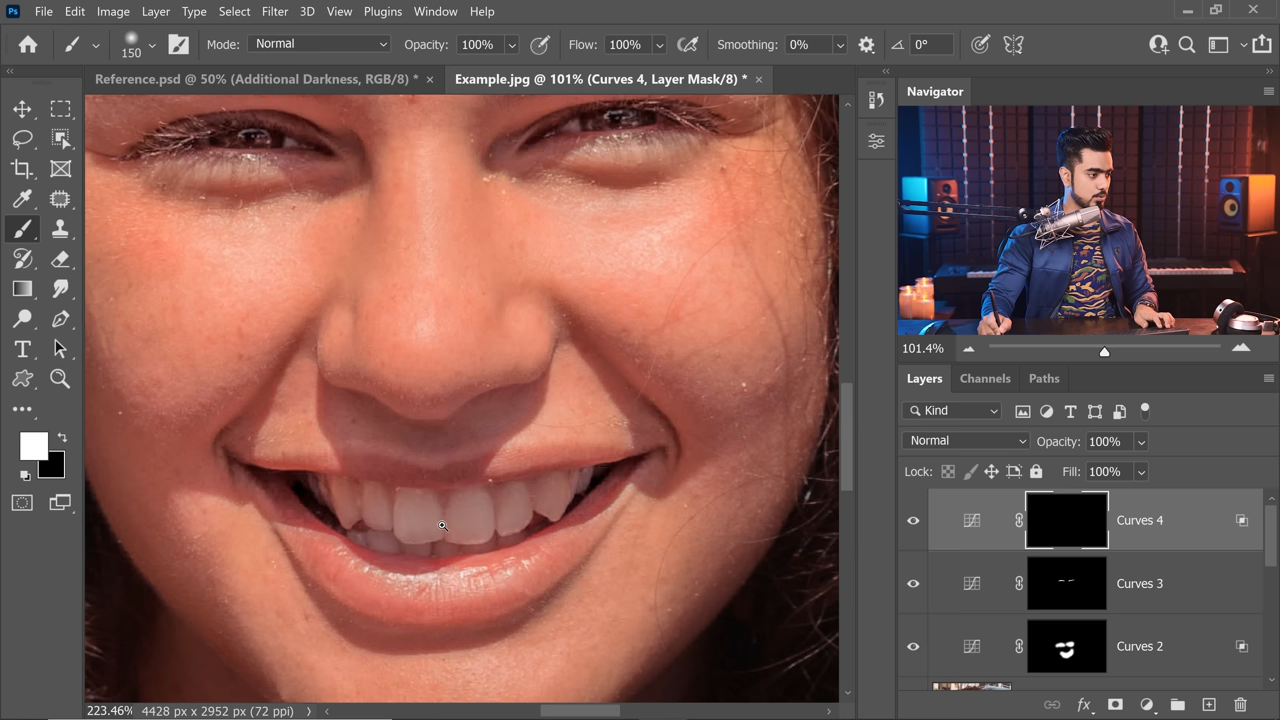 Ps File Edit Image Layer Type Select Filter 3D View Plugins Window Help
150 Mode: Normal Opacity: 100% Flow: 100% Smoothing: 0% 0°
Reference.psd @ 50% (Additional Darkness, RGB/8) * × Example.jpg @ 101% (Curves 4, Layer Mask/8) * ×
Navigator
101.4%
Layers Channels Paths
Kind
Normal Opacity: 100%
Lock: Fill: 100%
Curves 4
Curves 3
Curves 2
fx
223.46% 4428 px x 2952 px (72 ppi)